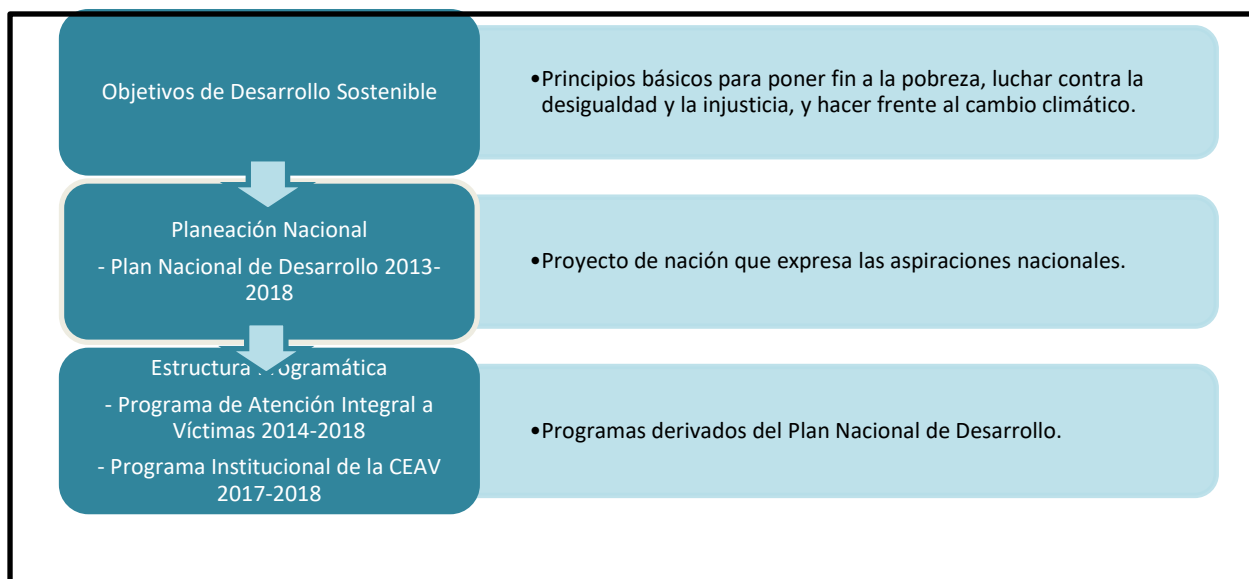 Objetivos de Desarrollo Sostenible
•Principios básicos para poner fin a la pobreza, luchar contra la
desigualdad y la injusticia, y hacer frente al cambio climático.
Planeación Nacional
- Plan Nacional de Desarrollo 2013-
2018
•Proyecto de nación que expresa las aspiraciones nacionales.
Estructura Programática
- Programa de Atención Integral a
Víctimas 2014-2018
- Programa Institucional de la CEAV
2017-2018
•Programas derivados del Plan Nacional de Desarrollo.